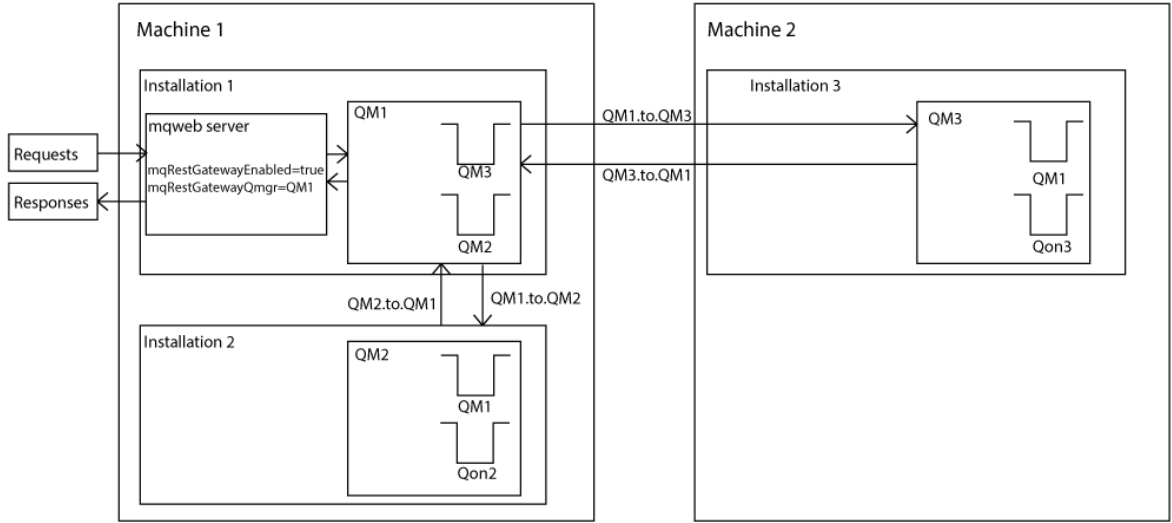 Machine 1
Installation 1
mqweb server
mqRestGatewayEnabled=true
mqRestGatewayQmgr=QM1
Requests
Responses
QM1
QM3
QM2
QM1.to.QM3
QM3.to.QM1
QM2.to.QM1
QM1.to.QM2
Installation 2
QM2
QM1
Qon2
Machine 2
Installation 3
QM3
QM1
Qon3